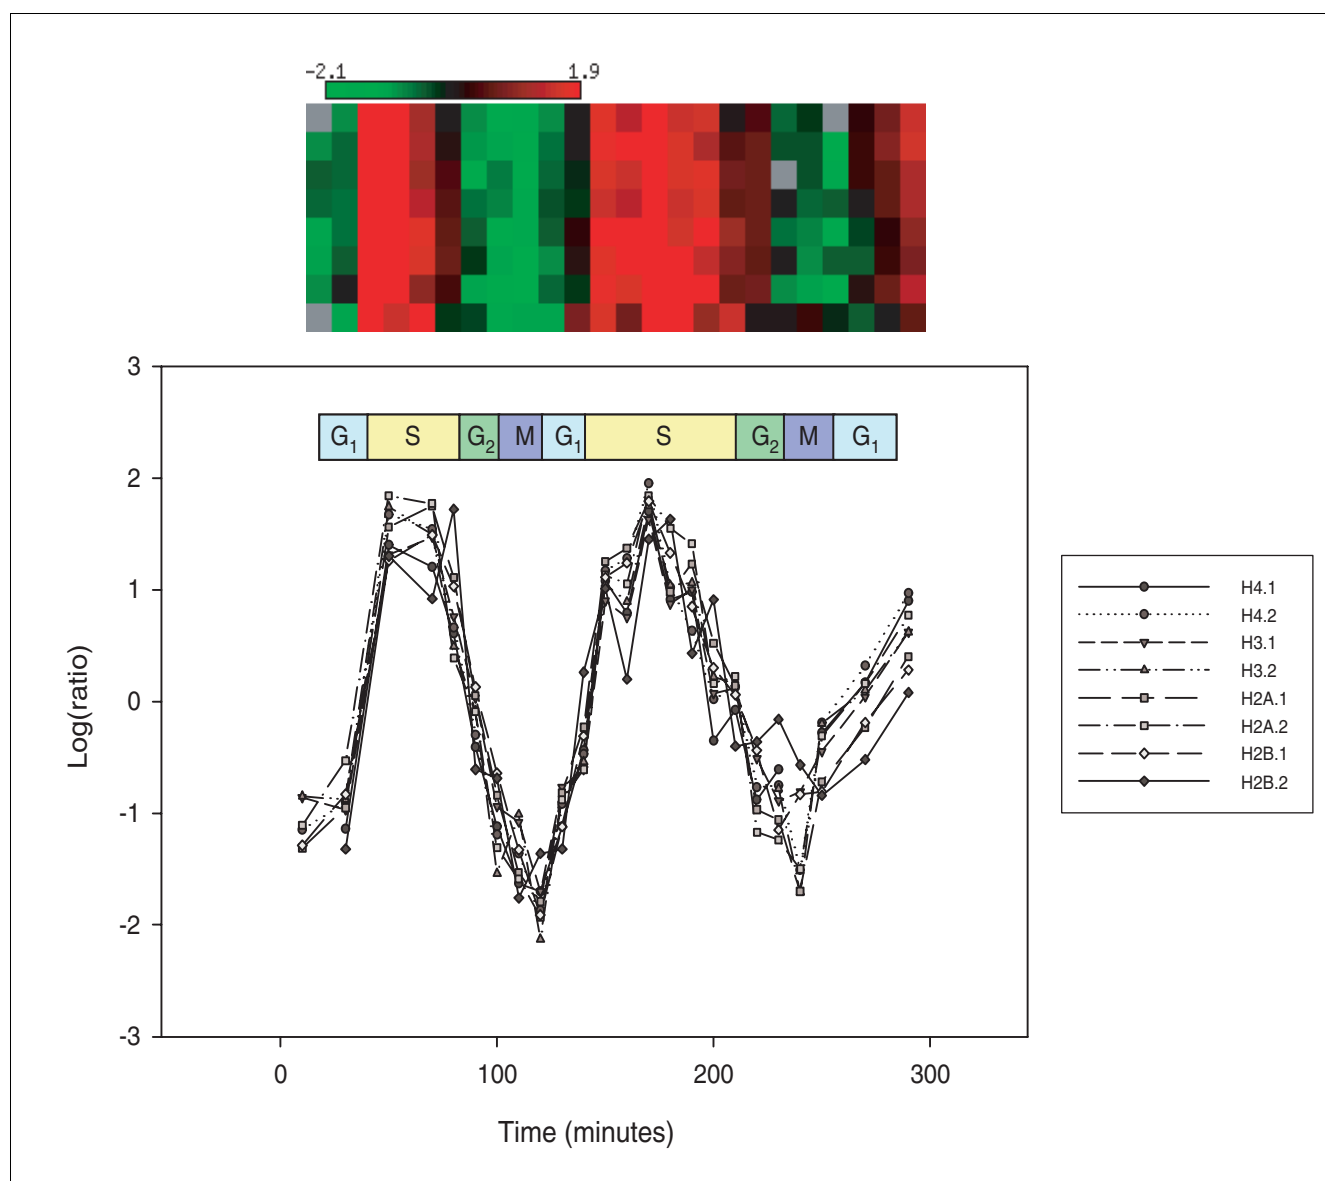 -2.1 1.9
3
G1 S G2 M G1 S G2 M G1
2
1
0
-1
-2
-3
Log(ratio)
0 100 200 300
Time (minutes)
H4.1
H4.2
H3.1
H3.2
H2A.1
H2A.2
H2B.1
H2B.2